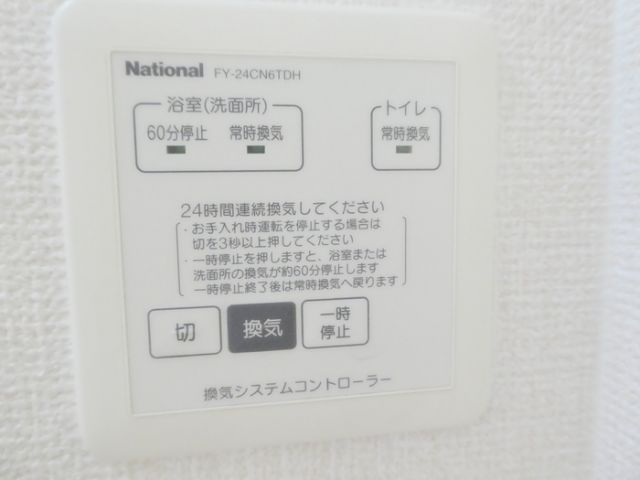 National FY-24CN6TDH
浴室(洗面所)
60分停止 常時換気
トイレ
常時換気
24時間連続換気してください
・お手入れ時運転を停止する場合は
切を3秒以上押してください
・一時停止を押しますと、浴室または
洗面所の換気が約60分停止します
一時停止終了後は常時換気へ戻ります
切
換気
一時
停止
換気システムコントローラー